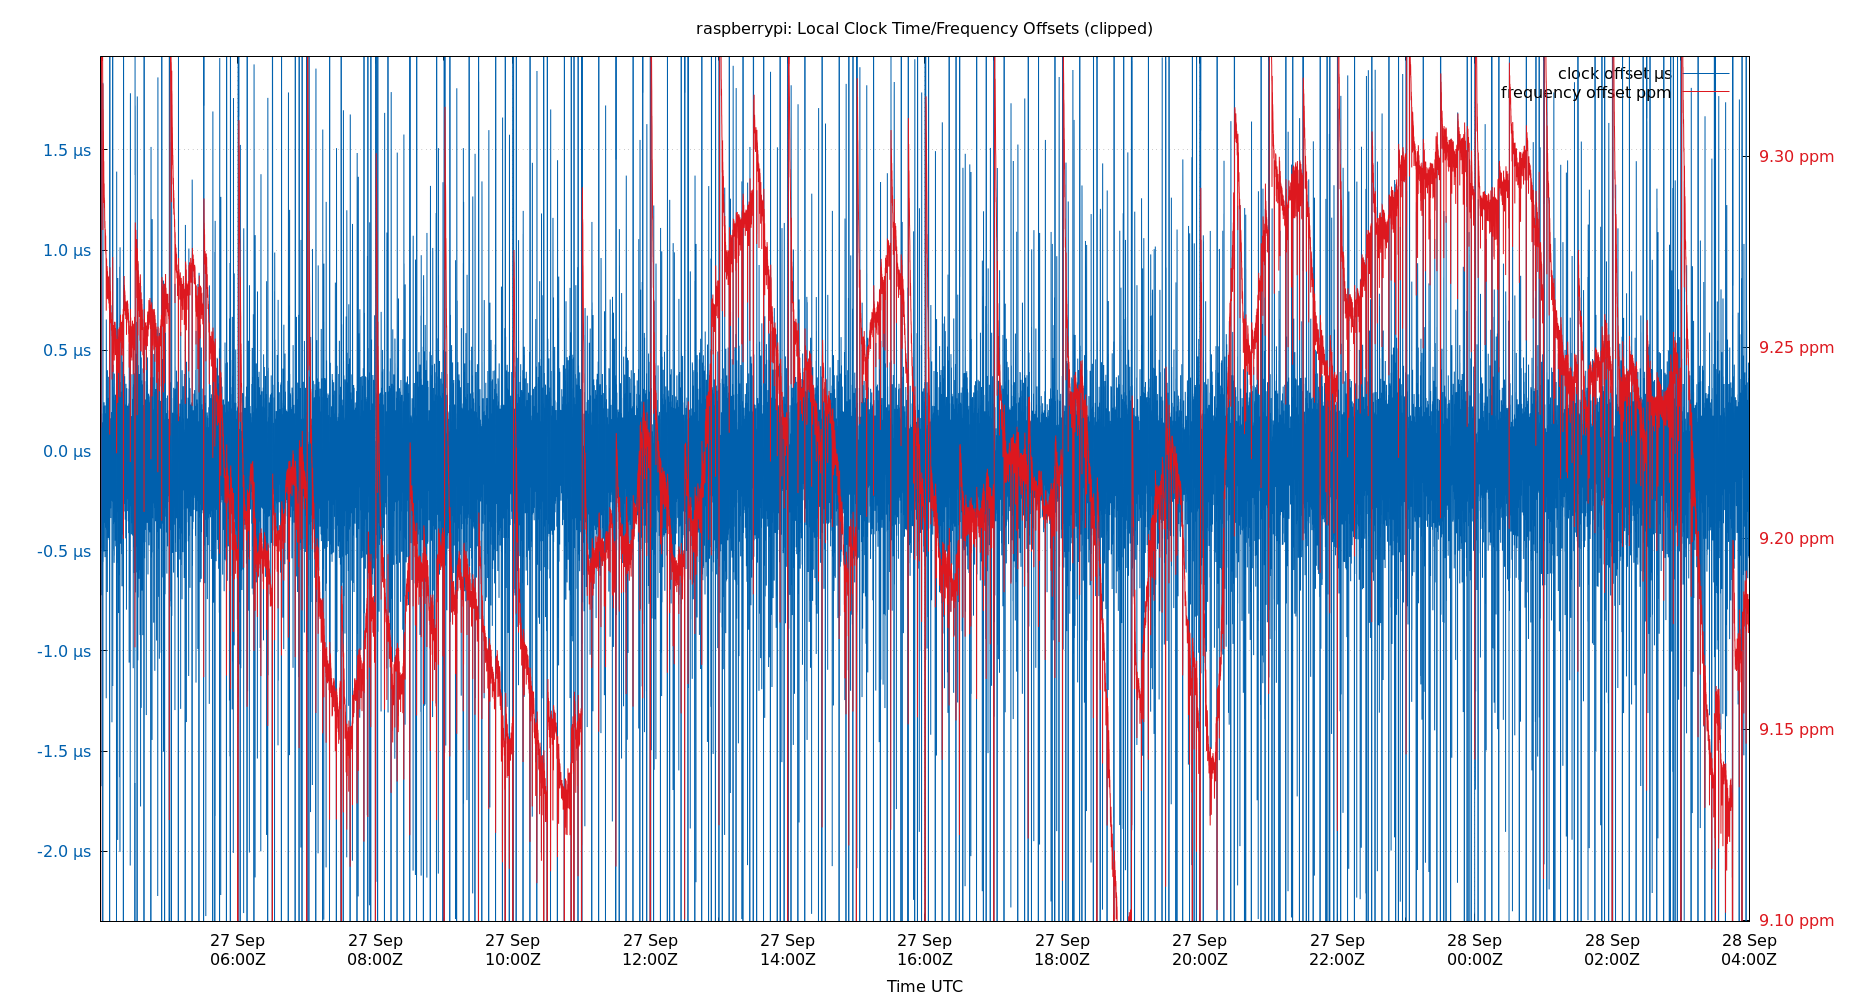 raspberrypi: Local Clock Time/Frequency Offsets (clipped)
clock offset µs
frequency offset ppm
1.5 µs
1.0 µs
0.5 µs
0.0 µs
-0.5 µs
-1.0 µs
-1.5 µs
-2.0 µs
9.30 ppm
9.25 ppm
9.20 ppm
9.15 ppm
9.10 ppm
27 Sep 27 Sep 27 Sep 27 Sep 27 Sep 27 Sep 27 Sep 27 Sep 27 Sep 28 Sep 28 Sep 28 Sep
06:00Z 08:00Z 10:00Z 12:00Z 14:00Z 16:00Z 18:00Z 20:00Z 22:00Z 00:00Z 02:00Z 04:00Z
Time UTC